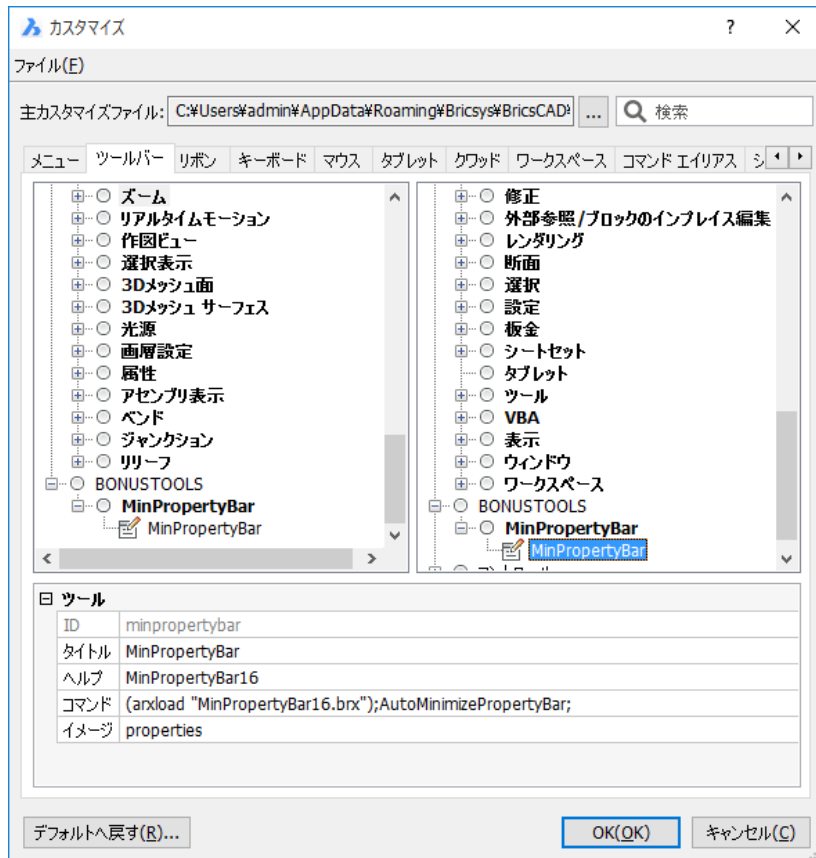 カスタマイズ
ファイル(F)
主カスタマイズファイル: C:¥Users¥admin¥AppData¥Roaming¥Bricsys¥BricsCAD¥ ... 検索
メニュー ツールバー リボン キーボード マウス タブレット クワッド ワークスペース コマンド エイリアス シ
ズーム
リアルタイムモーション
作図ビュー
選択表示
3Dメッシュ面
3Dメッシュ サーフェス
光源
画層設定
属性
アセンブリ表示
ベンド
ジャンクション
リリーフ
BONUSTOOLS
MinPropertyBar
MinPropertyBar
修正
外部参照/ブロックのインプレイス編集
レンダリング
断面
選択
設定
板金
シートセット
タブレット
ツール
VBA
表示
ウィンドウ
ワークスペース
BONUSTOOLS
MinPropertyBar
MinPropertyBar
ツール
ID minpropertybar
タイトル MinPropertyBar
ヘルプ MinPropertyBar16
コマンド (arxload "MinPropertyBar16.brx");AutoMinimizePropertyBar;
イメージ properties
デフォルトへ戻す(R)... OK(OK) キャンセル(C)